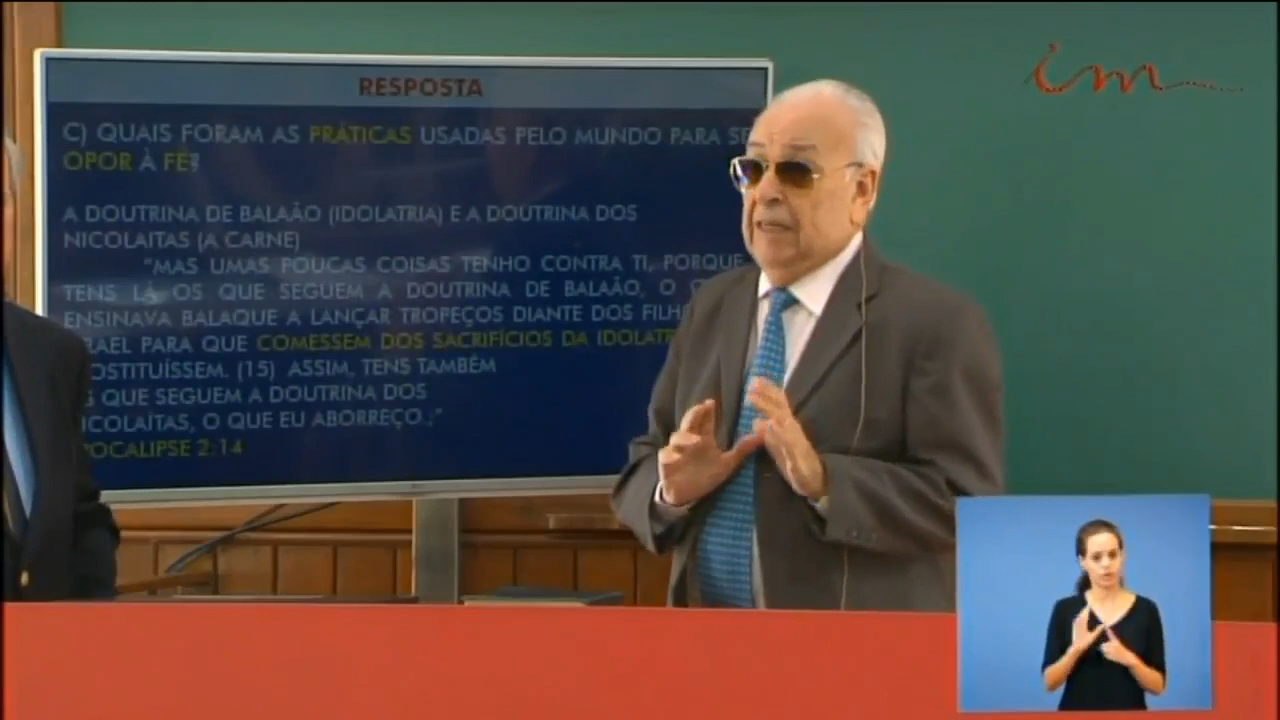 RESPOSTA
C) QUAIS FORAM AS PRÁTICAS USADAS PELO MUNDO PARA SE
OPOR À FÉ?
A DOUTRINA DE BALAÃO (IDOLATRIA) E A DOUTRINA DOS
NICOLAITAS (A CARNE)
"MAS UMAS POUCAS COISAS TENHO CONTRA TI, PORQUE
TENS LÁ OS QUE SEGUEM A DOUTRINA DE BALAÃO, O
ENSINAVA BALAQUE A LANÇAR TROPEÇOS DIANTE DOS
PARA QUE COMESSEM DOS SACRIFÍCIOS DA
(15) ASSIM, TENS TAMBÉM
QUE SEGUEM A DOUTRINA DOS
O QUE EU ABORREÇO.;"
2:14
im